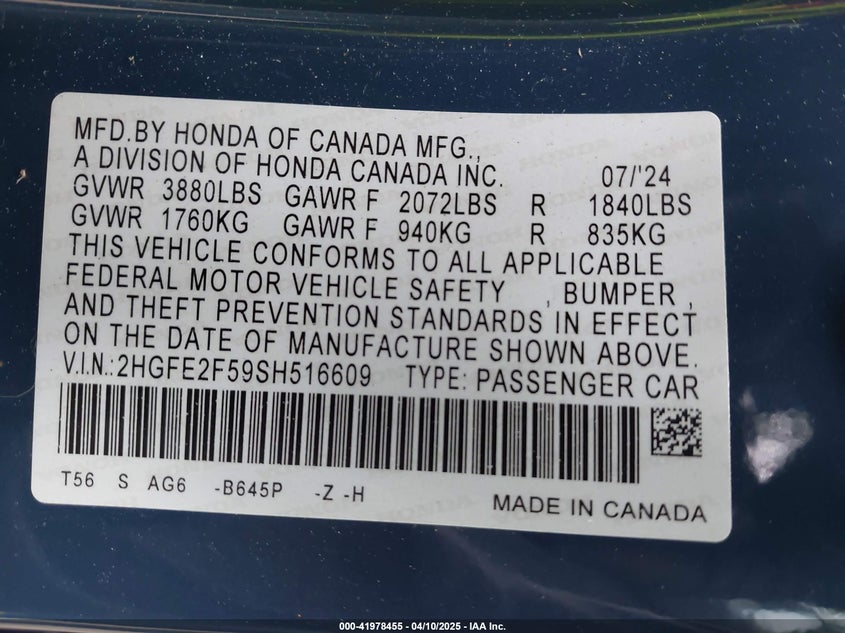 MFD.BY HONDA OF CANADA MFG.,
A DIVISION OF HONDA CANADA INC. 07/'24
GVWR 3880LBS GAWR F 2072LBS R 1840LBS
GVWR 1760KG GAWR F 940KG R 835KG
THIS VEHICLE CONFORMS TO ALL APPLICABLE
FEDERAL MOTOR VEHICLE SAFETY , BUMPER ,
AND THEFT PREVENTION STANDARDS IN EFFECT
ON THE DATE OF MANUFACTURE SHOWN ABOVE.
V.I.N.:2HGFE2F59SH516609 TYPE: PASSENGER CAR
T56 S AG6 -B645P -Z -H
MADE IN CANADA
000-41978455 - 04/10/2025 - IAA Inc.